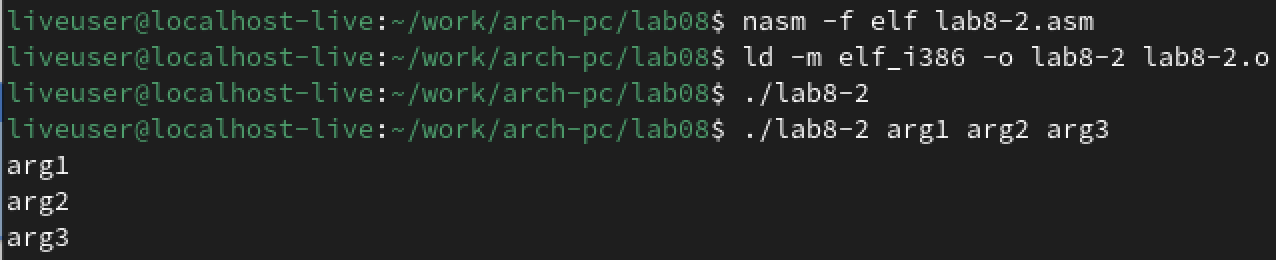 liveuser@localhost-live:~/work/arch-pc/lab08$ nasm -f elf lab8-2.asm
liveuser@localhost-live:~/work/arch-pc/lab08$ ld -m elf_i386 -o lab8-2 lab8-2.o
liveuser@localhost-live:~/work/arch-pc/lab08$ ./lab8-2
liveuser@localhost-live:~/work/arch-pc/lab08$ ./lab8-2 arg1 arg2 arg3
arg1
arg2
arg3